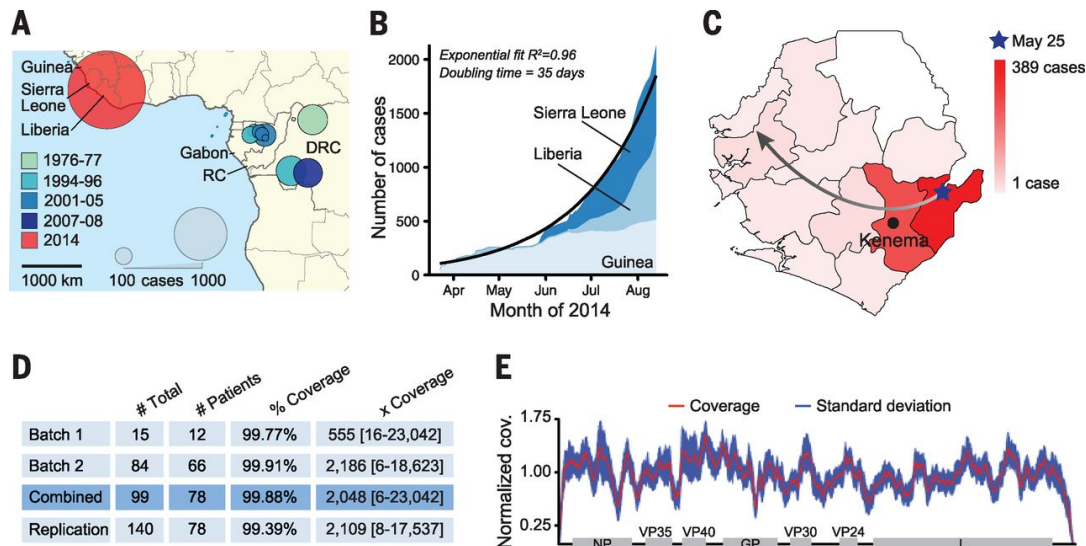 A
Guinea
Sierra
Leone
Liberia
Gabon
RC
DRC
1976-77
1994-96
2001-05
2007-08
2014
1000 km
100 cases 1000
B
Exponential fit R²=0.96
Doubling time = 35 days
Number of cases
2000
1500
1000
500
0
Sierra Leone
Liberia
Guinea
Apr May Jun Jul Aug
Month of 2014
C
May 25
389 cases
1 case
Kenema
D
# Total # Patients % Coverage x Coverage
Batch 1 15 12 99.77% 555 [16-23,042]
Batch 2 84 66 99.91% 2,186 [6-18,623]
Combined 99 78 99.88% 2,048 [6-23,042]
Replication 140 78 99.39% 2,109 [8-17,537]
E
Coverage Standard deviation
Normalized cov.
1.75
1.00
0.25
NP VP35 VP40 GP VP30 VP24 L